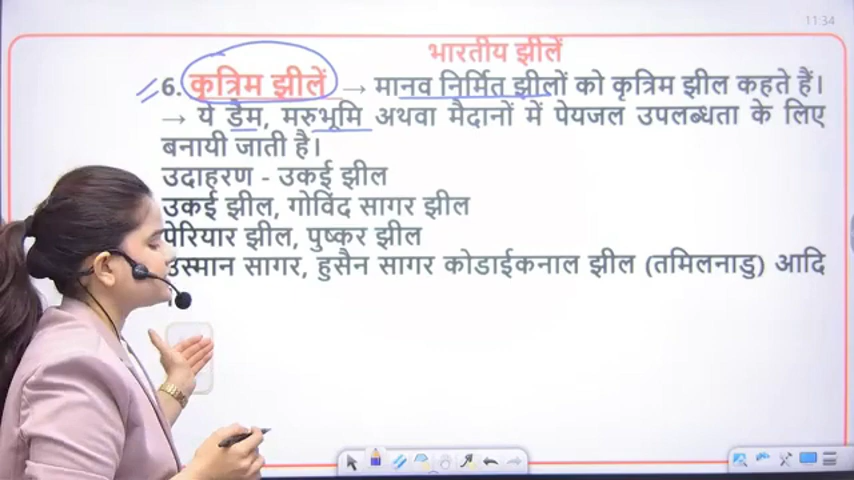 11:34
भारतीय झीलें
6. कृत्रिम झीलें → मानव निर्मित झीलों को कृत्रिम झील कहते हैं।
→ ये डैम, मरुभूमि अथवा मैदानों में पेयजल उपलब्धता के लिए
बनायी जाती है।
उदाहरण - उकई झील
उकई झील, गोविंद सागर झील
पेरियार झील, पुष्कर झील
उस्मान सागर, हुसैन सागर कोडाईकनाल झील (तमिलनाडु) आदि